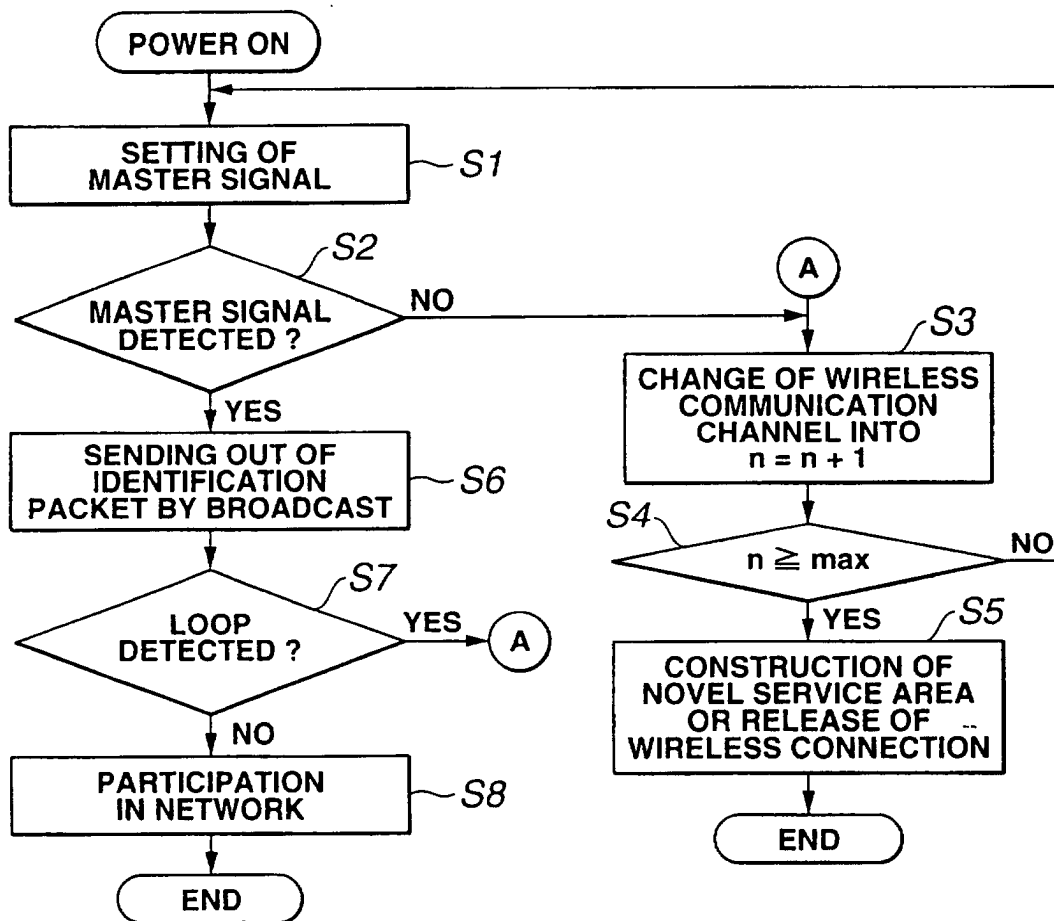 POWER ON
SETTING OF
MASTER SIGNAL
S1
S2
MASTER SIGNAL
DETECTED ?
NO
YES
SENDING OUT OF
IDENTIFICATION
PACKET BY BROADCAST
S6
S7
LOOP
DETECTED ?
YES
A
NO
PARTICIPATION
IN NETWORK
S8
END
A
S3
CHANGE OF WIRELESS
COMMUNICATION
CHANNEL INTO
n = n + 1
S4
n ≧ max
NO
YES
S5
CONSTRUCTION OF
NOVEL SERVICE AREA
OR RELEASE OF
WIRELESS CONNECTION
END